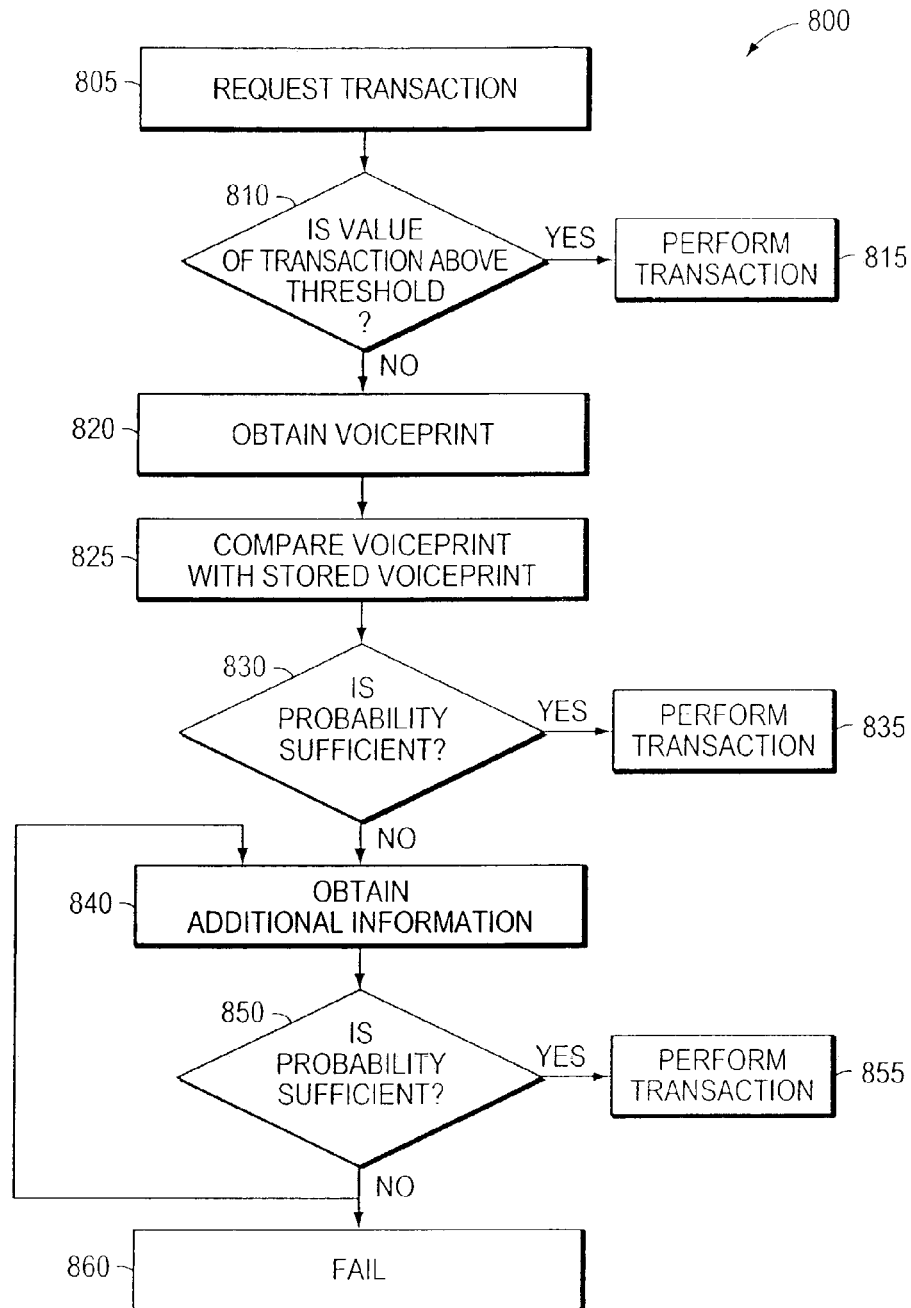 800
805
REQUEST TRANSACTION
810
IS VALUE
OF TRANSACTION ABOVE
THRESHOLD
?
YES
PERFORM
TRANSACTION
815
NO
820
OBTAIN VOICEPRINT
825
COMPARE VOICEPRINT
WITH STORED VOICEPRINT
830
IS
PROBABILITY
SUFFICIENT?
YES
PERFORM
TRANSACTION
835
NO
840
OBTAIN
ADDITIONAL INFORMATION
850
IS
PROBABILITY
SUFFICIENT?
YES
PERFORM
TRANSACTION
855
NO
860
FAIL